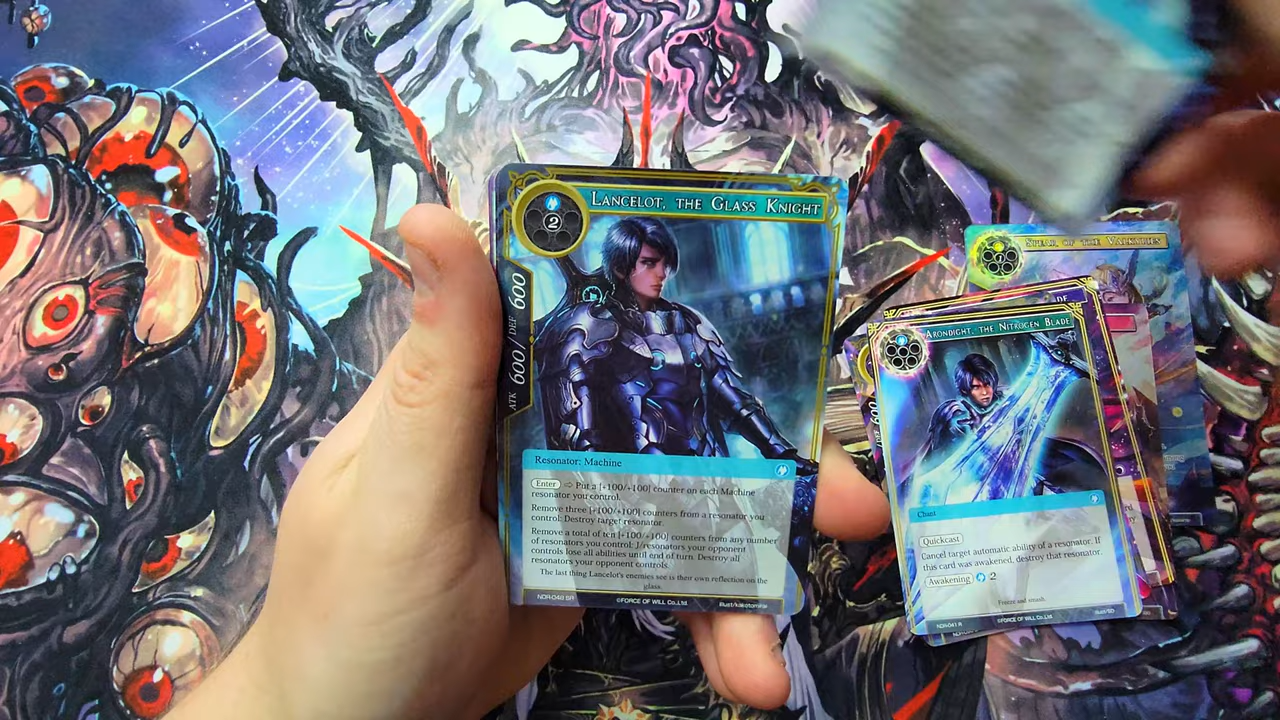 LANCELOT, THE GLASS KNIGHT
2
ATK 600 / DEF 600
Resonator: Machine
Enter ⇨ Put a [+100/+100] counter on each Machine
resonator you control.
Remove three [+100/+100] counters from a resonator you
control: Destroy target resonator.
Remove a total of ten [+100/+100] counters from any number
of resonators you control: J/resonators your opponent
controls lose all abilities until end of turn. Destroy all
resonators your opponent controls.
The last thing Lancelot's enemies see is their own reflection on the
glass.
NDR-048 SR
©FORCE OF WILL Co.,Ltd.
SPEAR OF THE VALKYRIES
ARONDIGHT, THE NITROGEN BLADE
Chant
Quickcast
Cancel target automatic ability of a resonator. If
this card was awakened, destroy that resonator.
Awakening 2
Freeze and smash.
NDR-041 R
©FORCE OF WILL Co.,Ltd.